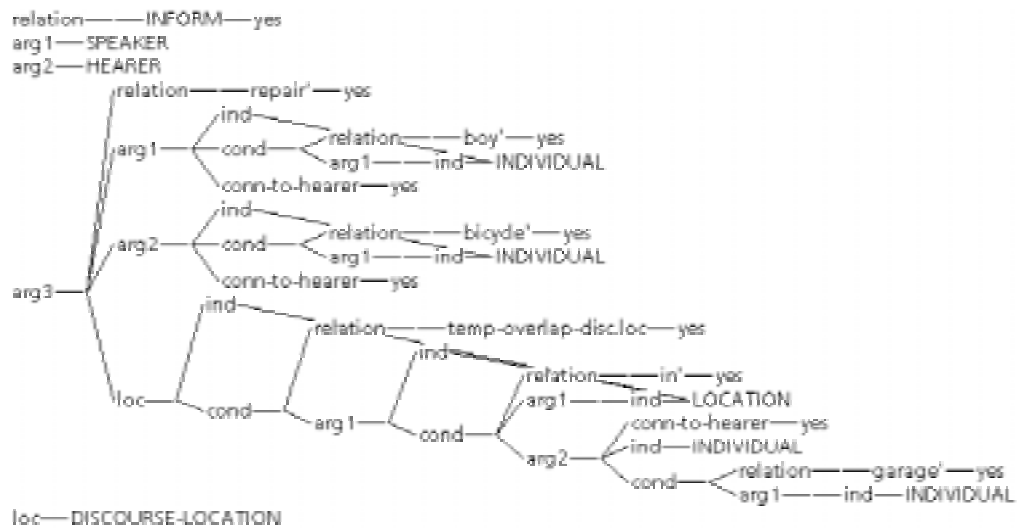 relation INFORM yes
arg1 SPEAKER
arg2 HEARER
relation repair' yes
ind
relation boy' yes
arg1 cond
arg1 ind INDIVIDUAL
conn-to-hearer yes
ind
relation bicycle' yes
arg2 cond
arg1 ind INDIVIDUAL
conn-to-hearer yes
arg3
ind
relation temp-overlap-disc.loc yes
ind
relation in' yes
loc arg1 ind LOCATION
cond
arg1 conn-to-hearer yes
cond
ind INDIVIDUAL
arg2
relation garage' yes
cond
arg1 ind INDIVIDUAL
loc DISCOURSE-LOCATION